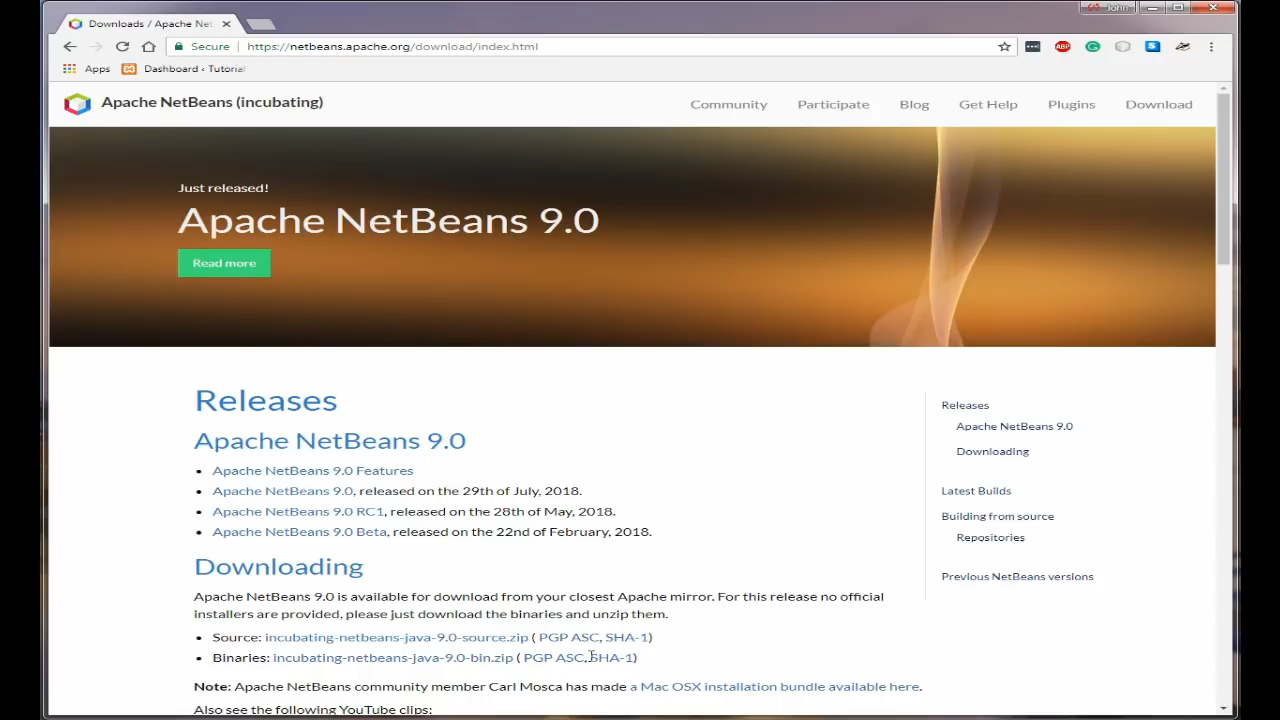 John
Downloads / Apache Net
Secure
https://netbeans.apache.org/download/index.html
ABP
Apps
Dashboard ‹ Tutorial
Apache NetBeans (incubating)
Community
Participate
Blog
Get Help
Plugins
Download
Just released!
Apache NetBeans 9.0
Read more
Releases
Apache NetBeans 9.0
Apache NetBeans 9.0 Features
Apache NetBeans 9.0, released on the 29th of July, 2018.
Apache NetBeans 9.0 RC1, released on the 28th of May, 2018.
Apache NetBeans 9.0 Beta, released on the 22nd of February, 2018.
Downloading
Apache NetBeans 9.0 is available for download from your closest Apache mirror. For this release no official
installers are provided, please just download the binaries and unzip them.
Source: incubating-netbeans-java-9.0-source.zip ( PGP ASC, SHA-1)
Binaries: incubating-netbeans-java-9.0-bin.zip ( PGP ASC, SHA-1)
Note: Apache NetBeans community member Carl Mosca has made a Mac OSX installation bundle available here.
Also see the following YouTube clips:
Releases
Apache NetBeans 9.0
Downloading
Latest Builds
Building from source
Repositories
Previous NetBeans versions